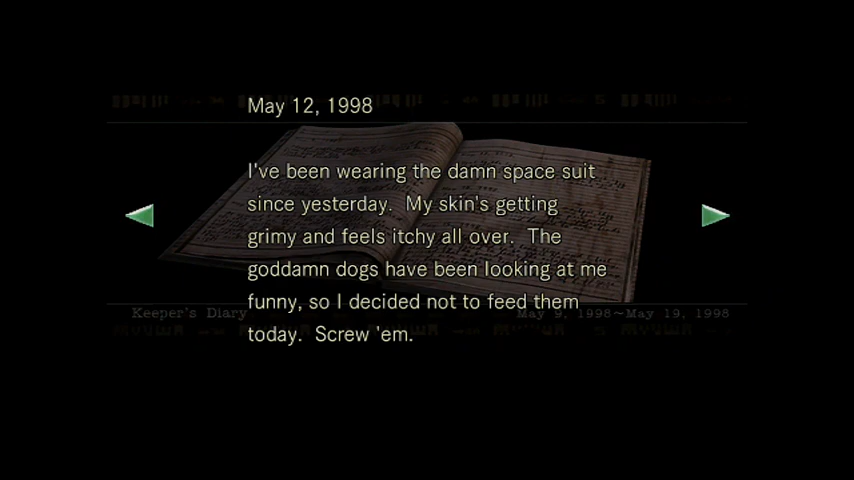 May 12, 1998
I've been wearing the damn space suit
since yesterday.  My skin's getting
grimy and feels itchy all over.  The
goddamn dogs have been looking at me
funny, so I decided not to feed them
today.  Screw 'em.
Keeper's Diary
May 9, 1998~May 19, 1998